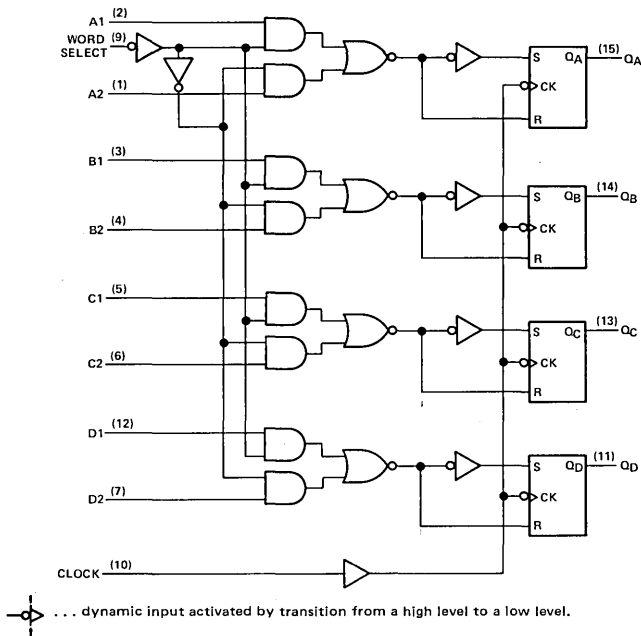 A1 (2)
WORD SELECT (9)
A2 (1)
S QA (15) QA
CK
R
B1 (3)
B2 (4)
S QB (14) QB
CK
R
C1 (5)
C2 (6)
S QC (13) QC
CK
R
D1 (12)
D2 (7)
S QD (11) QD
CK
R
CLOCK (10)
... dynamic input activated by transition from a high level to a low level.